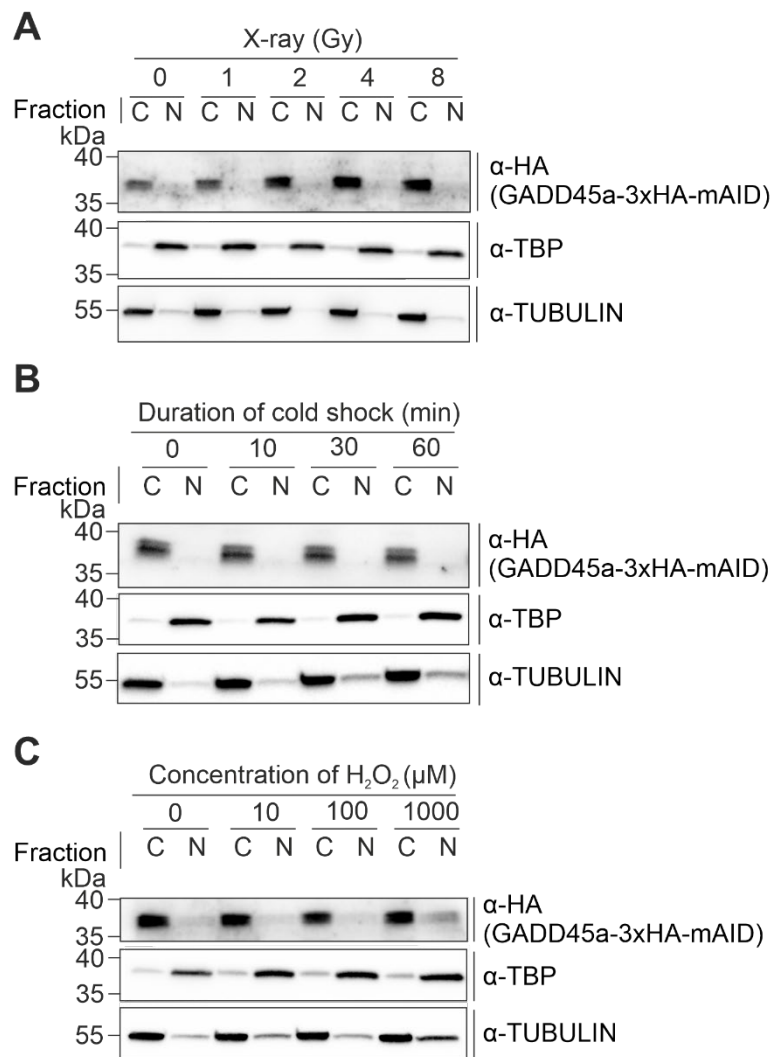 A
X-ray (Gy)
0 1 2 4 8
Fraction C N C N C N C N C N
kDa
40
35
α-HA
(GADD45a-3xHA-mAID)
40
35
α-TBP
55
α-TUBULIN
B
Duration of cold shock (min)
0 10 30 60
Fraction C N C N C N C N
kDa
40
35
α-HA
(GADD45a-3xHA-mAID)
40
35
α-TBP
55
α-TUBULIN
C
Concentration of H₂O₂ (µM)
0 10 100 1000
Fraction C N C N C N C N
kDa
40
35
α-HA
(GADD45a-3xHA-mAID)
40
35
α-TBP
55
α-TUBULIN